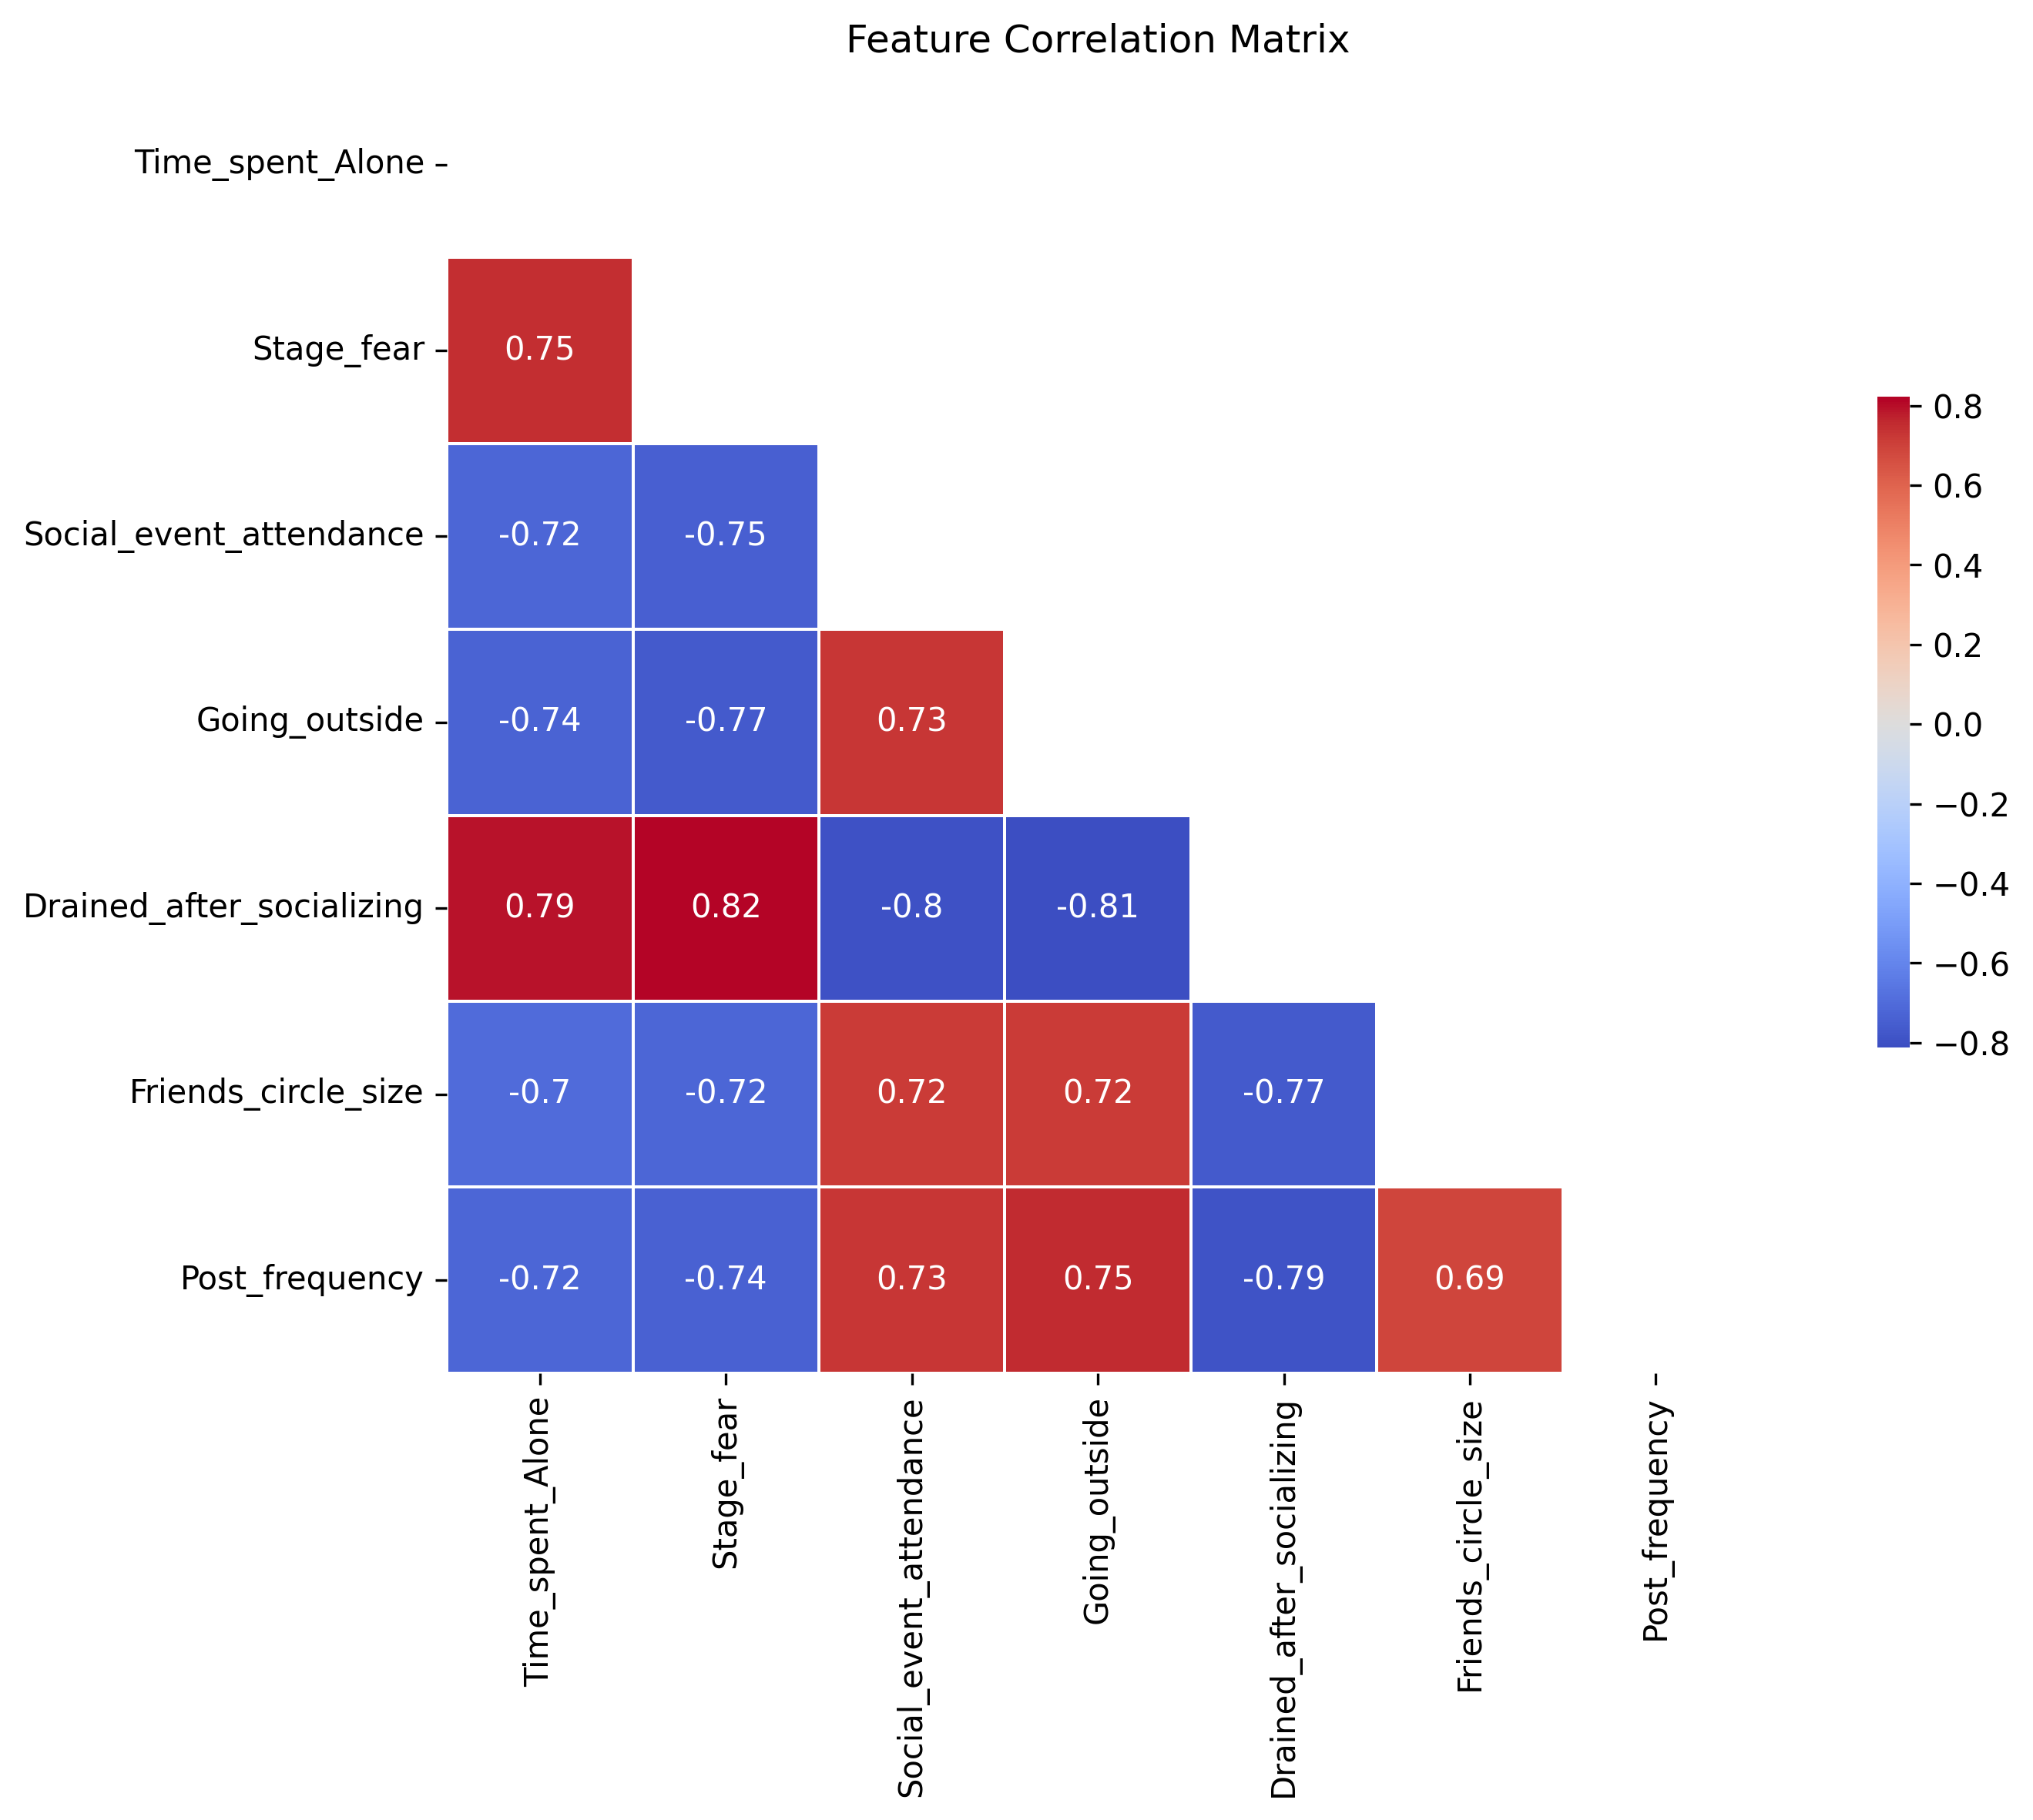 Feature Correlation Matrix
Time_spent_Alone
Stage_fear
0.75
Social_event_attendance
-0.72 -0.75
Going_outside
-0.74 -0.77 0.73
Drained_after_socializing
0.79 0.82 -0.8 -0.81
Friends_circle_size
-0.7 -0.72 0.72 0.72 -0.77
Post_frequency
-0.72 -0.74 0.73 0.75 -0.79 0.69
Time_spent_Alone
Stage_fear
Social_event_attendance
Going_outside
Drained_after_socializing
Friends_circle_size
Post_frequency
0.8
0.6
0.4
0.2
0.0
−0.2
−0.4
−0.6
−0.8